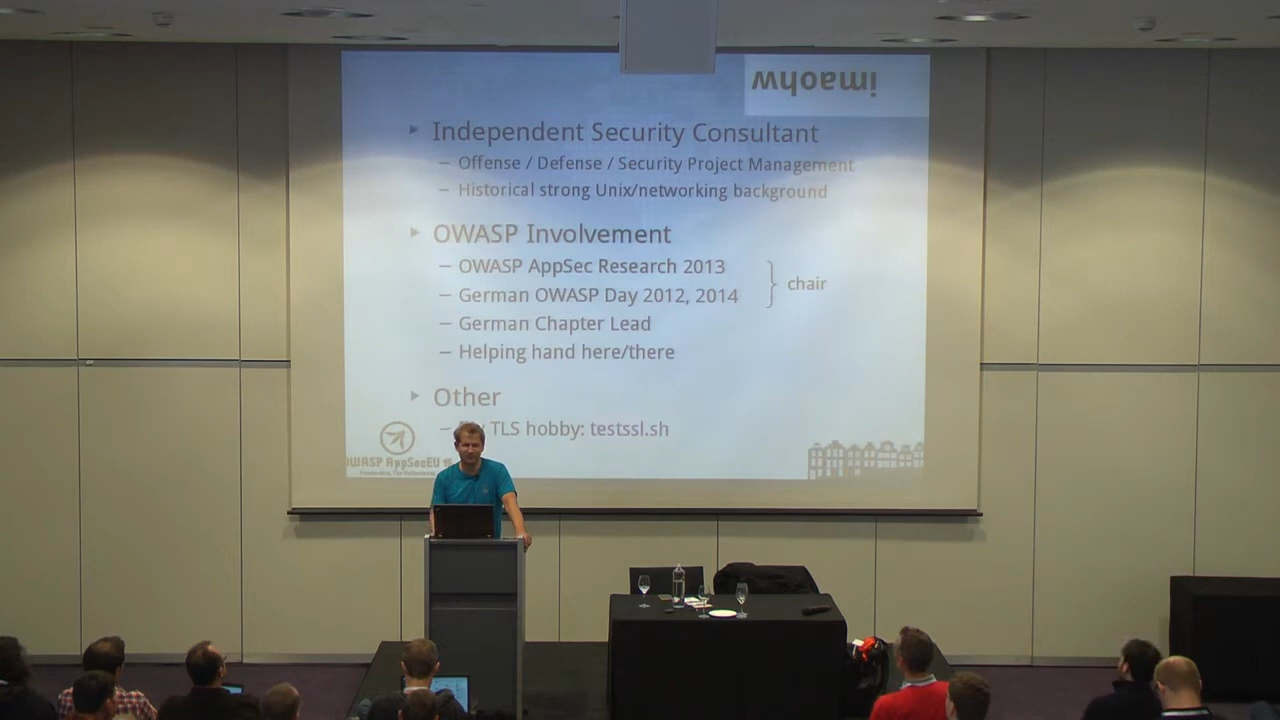 imaohw
Independent Security Consultant
– Offense / Defense / Security Project Management
– Historical strong Unix/networking background
OWASP Involvement
– OWASP AppSec Research 2013
– German OWASP Day 2012, 2014
chair
– German Chapter Lead
– Helping hand here/there
Other
– TLS hobby: testssl.sh
OWASP AppSecEU